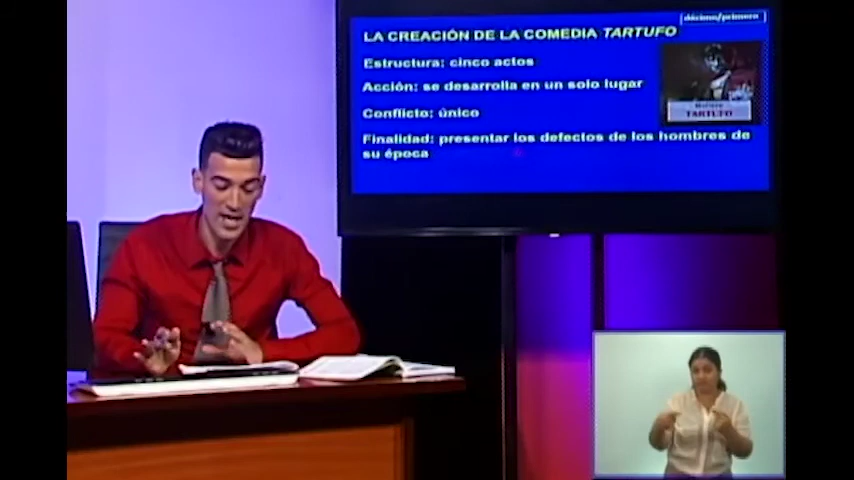 décimo/primero
LA CREACIÓN DE LA COMEDIA TARTUFO
Estructura: cinco actos
Acción: se desarrolla en un solo lugar
Conflicto: único
Finalidad: presentar los defectos de los hombres de
su época
TARTUFO